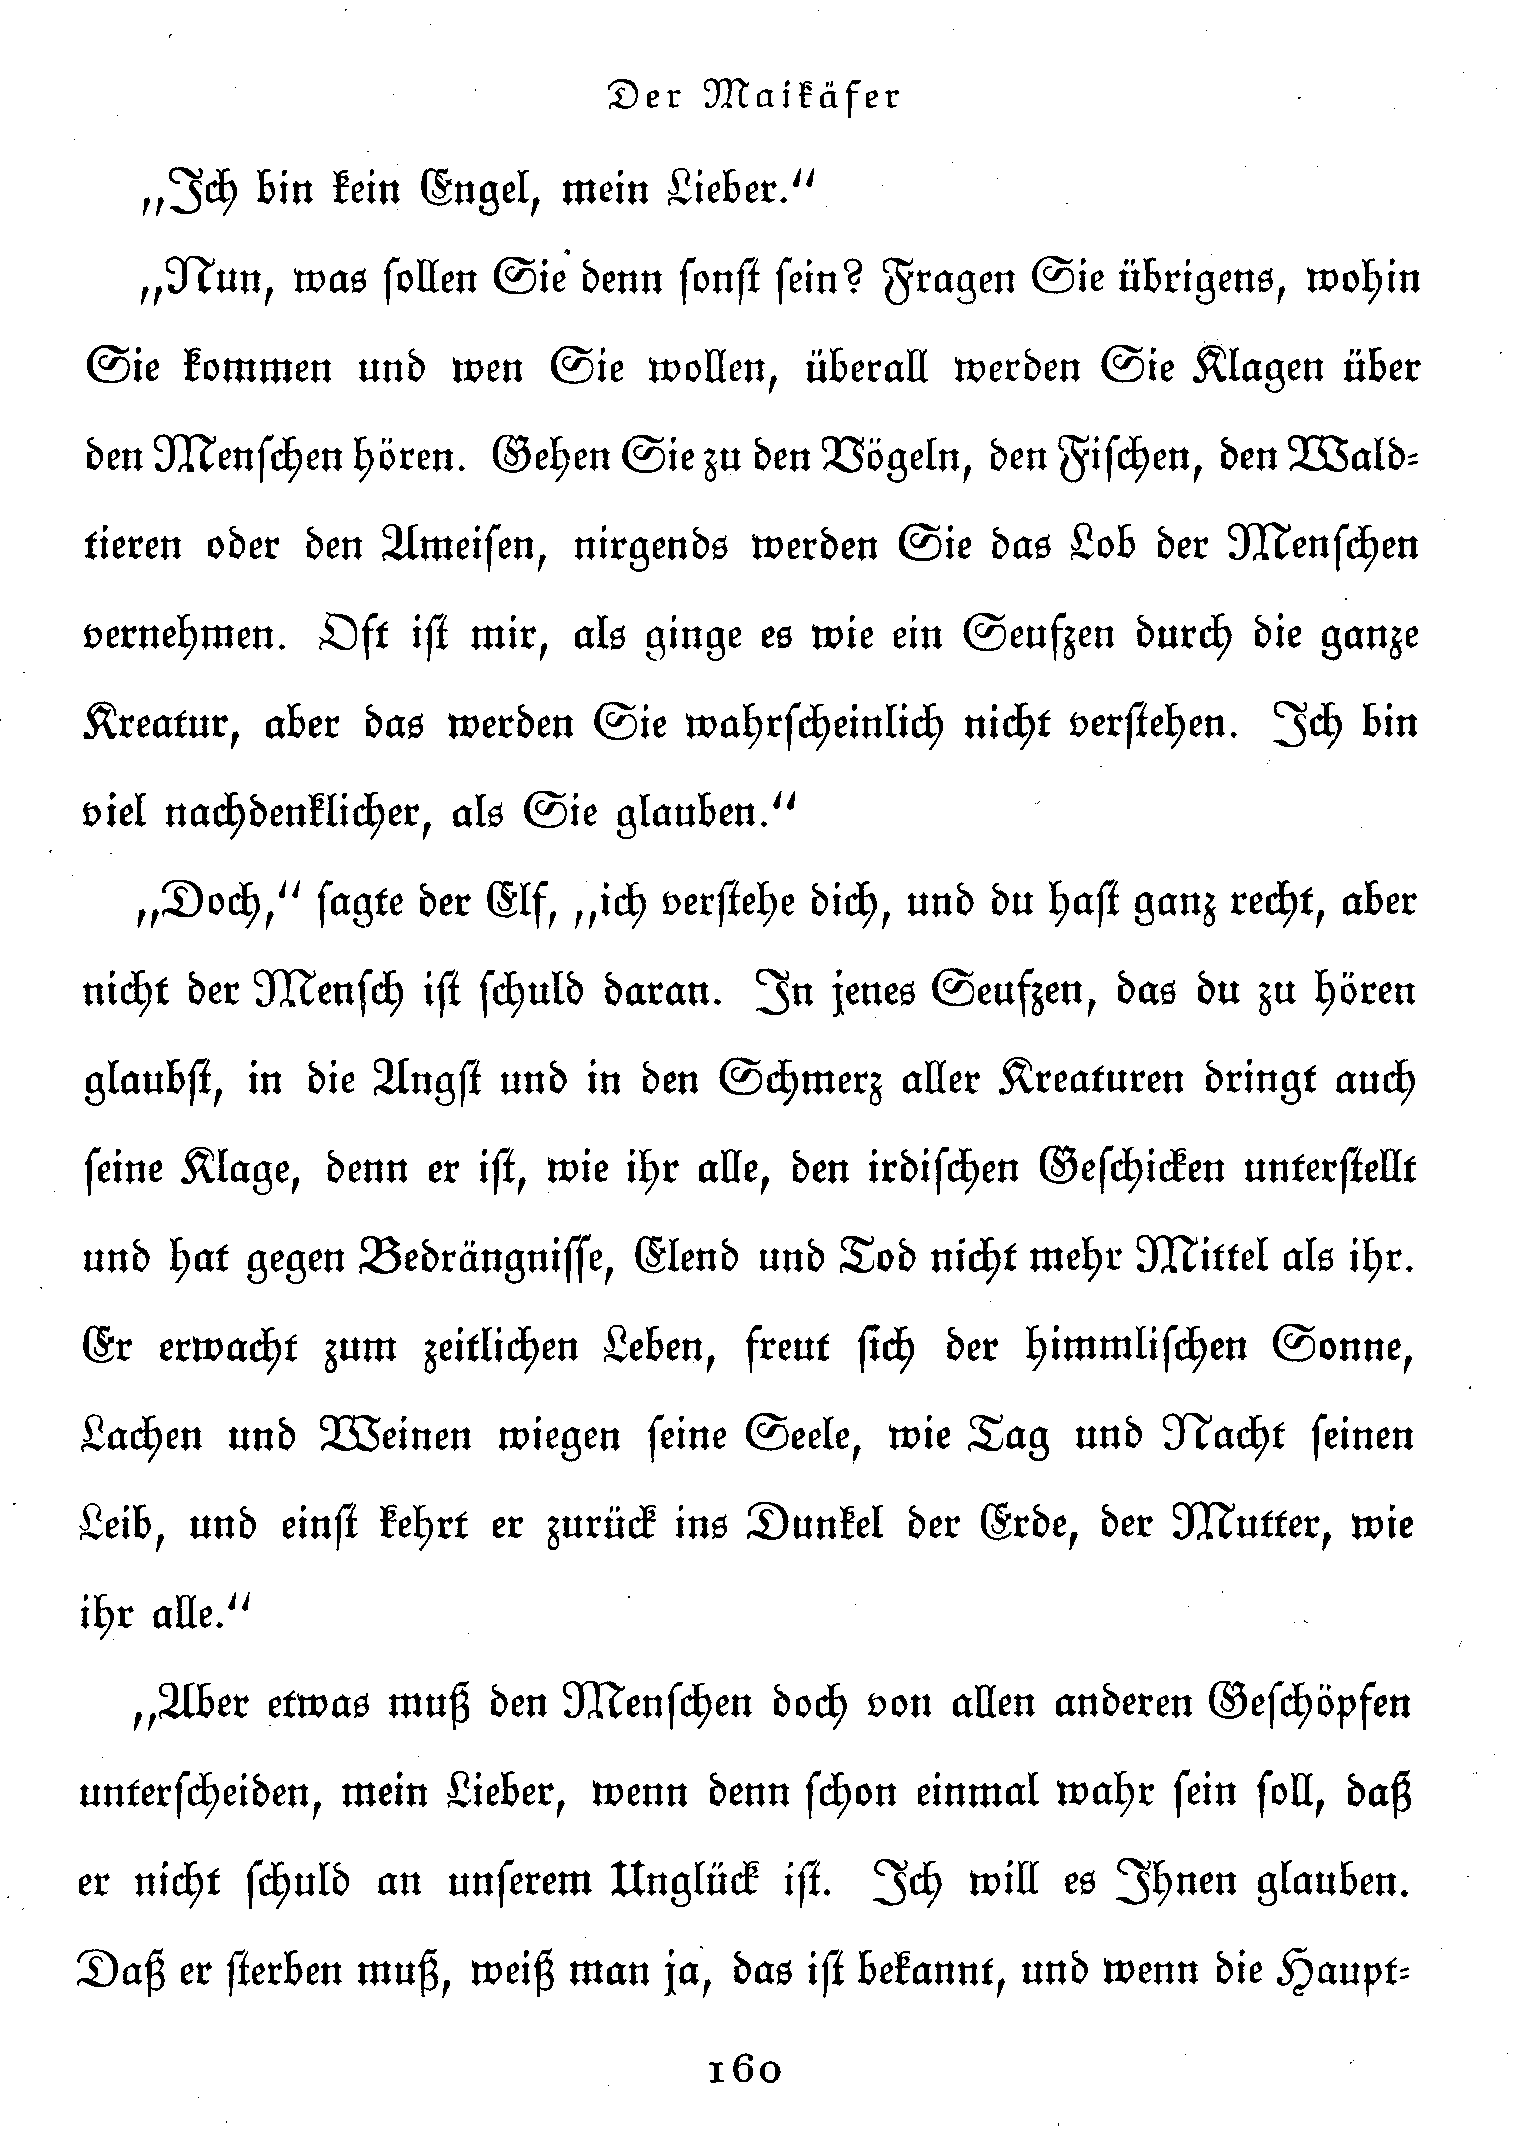 Der Maikäfer
„Ich bin kein Engel, mein Lieber.“
„Nun, was sollen Sie denn sonst sein? Fragen Sie übrigens, wohin
Sie kommen und wen Sie wollen, überall werden Sie Klagen über
den Menschen hören. Gehen Sie zu den Vögeln, den Fischen, den Wald-
tieren oder den Ameisen, nirgends werden Sie das Lob der Menschen
vernehmen. Oft ist mir, als ginge es wie ein Seufzen durch die ganze
Kreatur, aber das werden Sie wahrscheinlich nicht verstehen. Ich bin
viel nachdenklicher, als Sie glauben.“
„Doch,“ sagte der Elf, „ich verstehe dich, und du hast ganz recht, aber
nicht der Mensch ist schuld daran. In jenes Seufzen, das du zu hören
glaubst, in die Angst und in den Schmerz aller Kreaturen dringt auch
seine Klage, denn er ist, wie ihr alle, den irdischen Geschicken unterstellt
und hat gegen Bedrängnisse, Elend und Tod nicht mehr Mittel als ihr.
Er erwacht zum zeitlichen Leben, freut sich der himmlischen Sonne,
Lachen und Weinen wiegen seine Seele, wie Tag und Nacht seinen
Leib, und einst kehrt er zurück ins Dunkel der Erde, der Mutter, wie
ihr alle.“
„Aber etwas muß den Menschen doch von allen anderen Geschöpfen
unterscheiden, mein Lieber, wenn denn schon einmal wahr sein soll, daß
er nicht schuld an unserem Unglück ist. Ich will es Ihnen glauben.
Daß er sterben muß, weiß man ja, das ist bekannt, und wenn die Haupt-
160